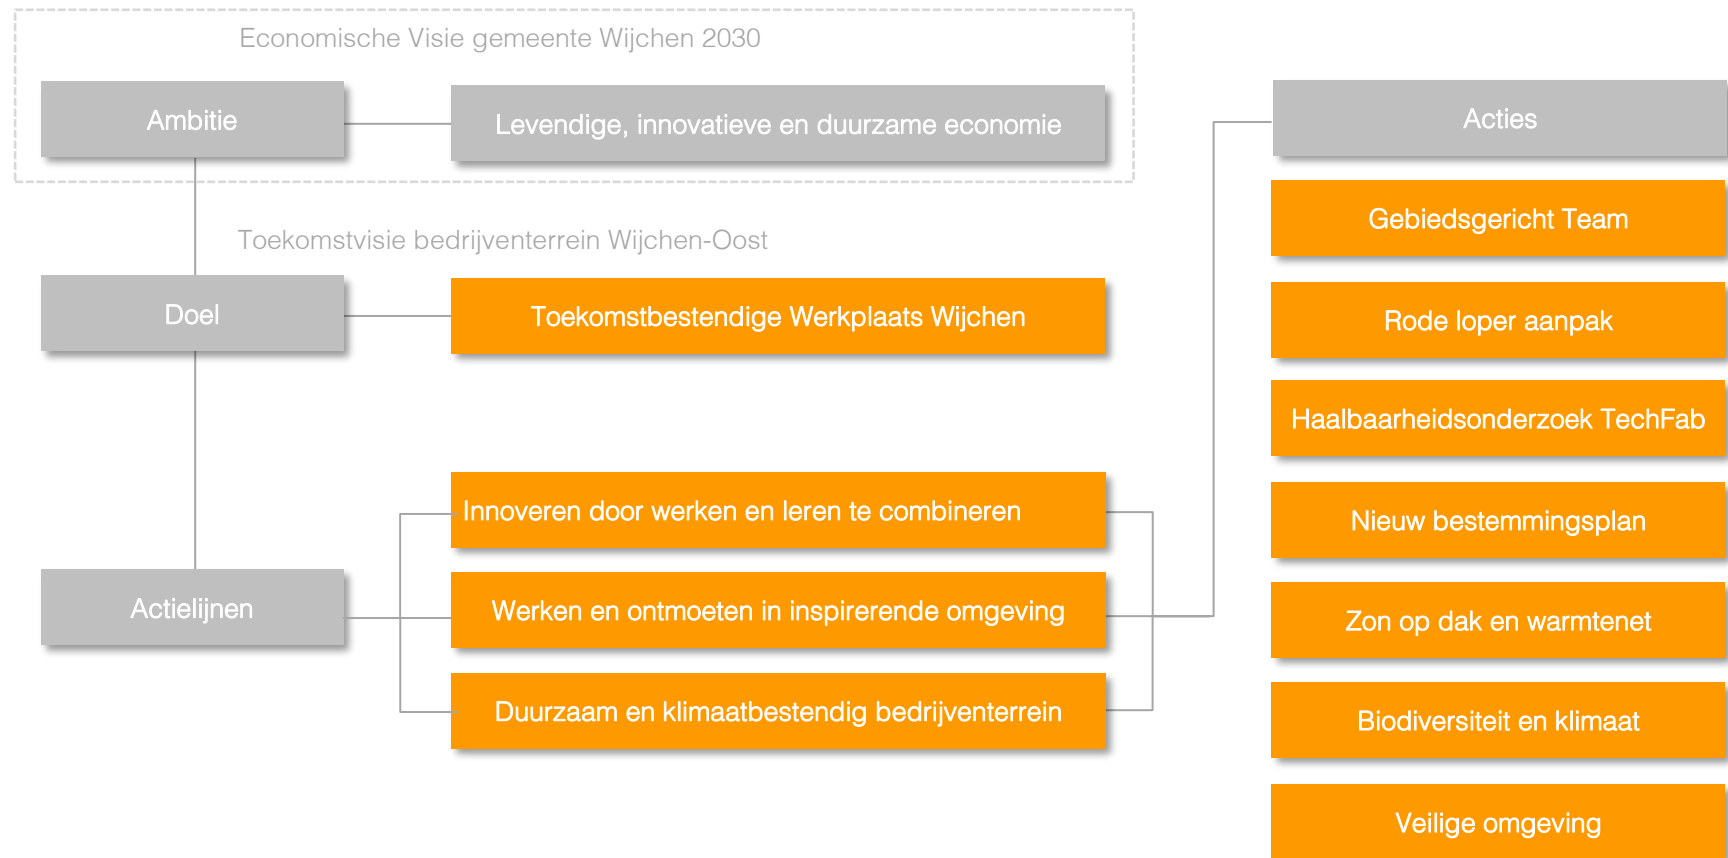 Economische Visie gemeente Wijchen 2030
Ambitie
Levendige, innovatieve en duurzame economie
Toekomstvisie bedrijventerrein Wijchen-Oost
Doel
Toekomstbestendige Werkplaats Wijchen
Actielijnen
Innoveren door werken en leren te combineren
Werken en ontmoeten in inspirerende omgeving
Duurzaam en klimaatbestendig bedrijventerrein
Acties
Gebiedsgericht Team
Rode loper aanpak
Haalbaarheidsonderzoek TechFab
Nieuw bestemmingsplan
Zon op dak en warmtenet
Biodiversiteit en klimaat
Veilige omgeving